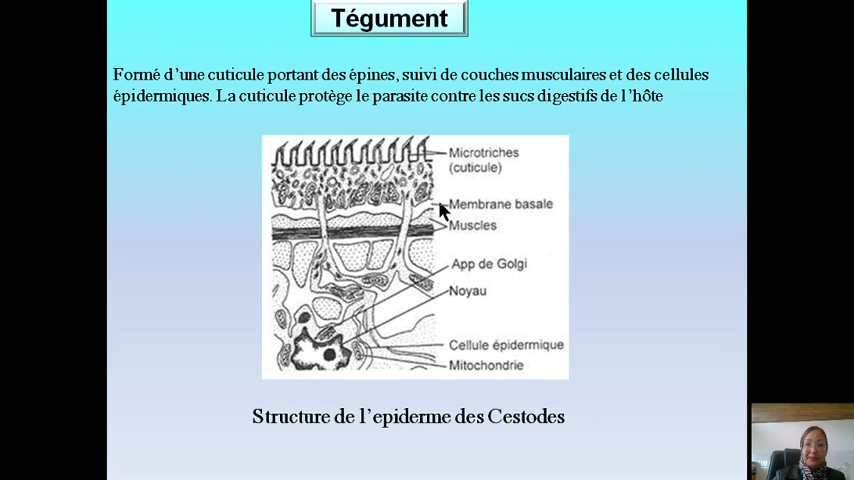 Tégument
Formé d'une cuticule portant des épines, suivi de couches musculaires et des cellules
épidermiques. La cuticule protège le parasite contre les sucs digestifs de l'hôte
Microtriches
(cuticule)
Membrane basale
Muscles
App de Golgi
Noyau
Cellule épidermique
Mitochondrie
Structure de l'epiderme des Cestodes